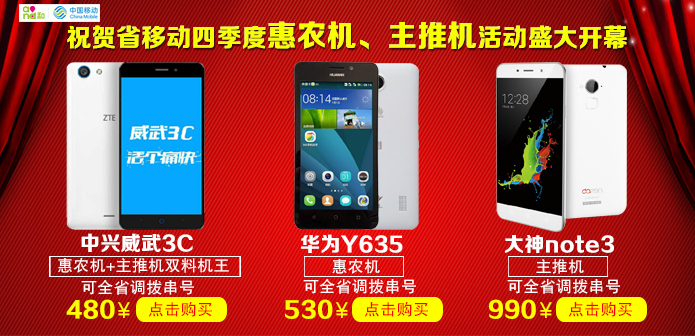 and我
中国移动
China Mobile
祝贺省移动四季度惠农机、主推机活动盛大开幕
ZTE
威武3C
活个痛快
HUAWEI
08:14
12:28
中兴威武3C
惠农机+主推机双料机王
可全省调拨串号
480¥ 点击购买
华为Y635
惠农机
可全省调拨串号
530¥ 点击购买
大神note3
主推机
可全省调拨串号
990¥ 点击购买